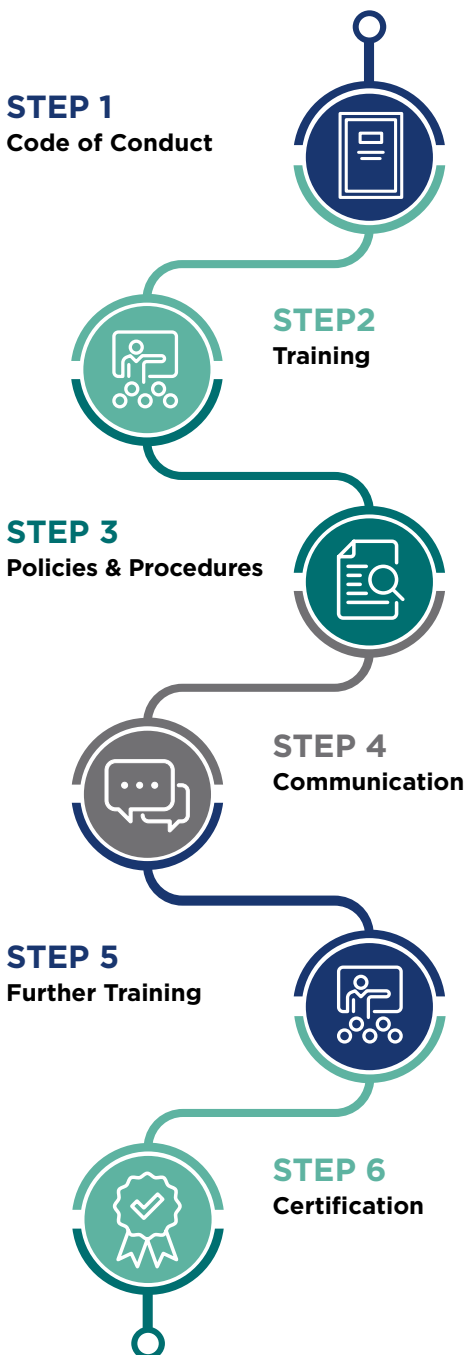 STEP 1
Code of Conduct
STEP2
Training
STEP 3
Policies & Procedures
STEP 4
Communication
STEP 5
Further Training
STEP 6
Certification